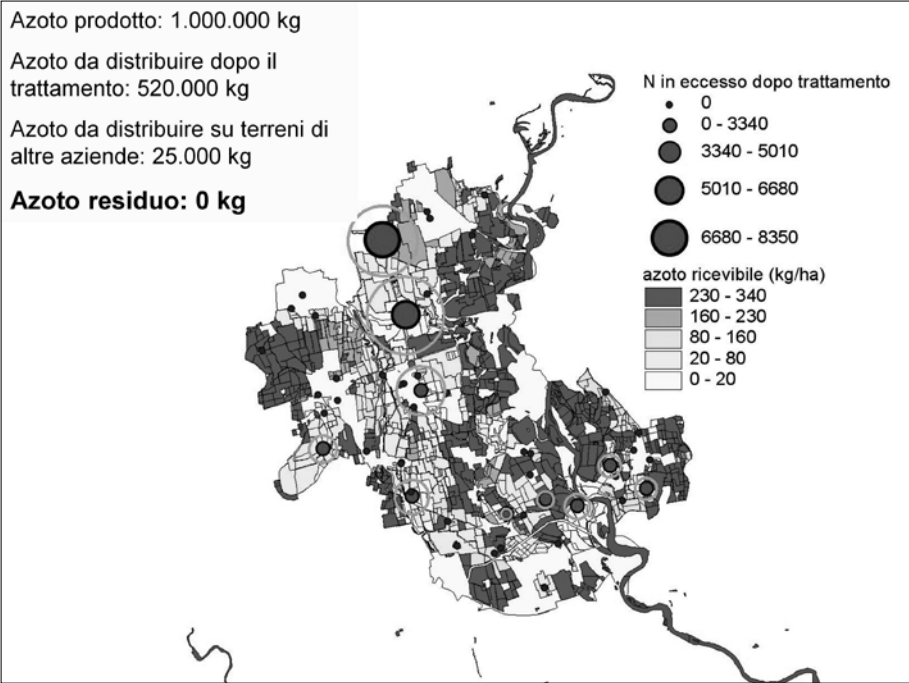 Azoto prodotto: 1.000.000 kg
Azoto da distribuire dopo il
trattamento: 520.000 kg
Azoto da distribuire su terreni di
altre aziende: 25.000 kg
Azoto residuo: 0 kg
N in eccesso dopo trattamento
0
0 - 3340
3340 - 5010
5010 - 6680
6680 - 8350
azoto ricevibile (kg/ha)
230 - 340
160 - 230
80 - 160
20 - 80
0 - 20